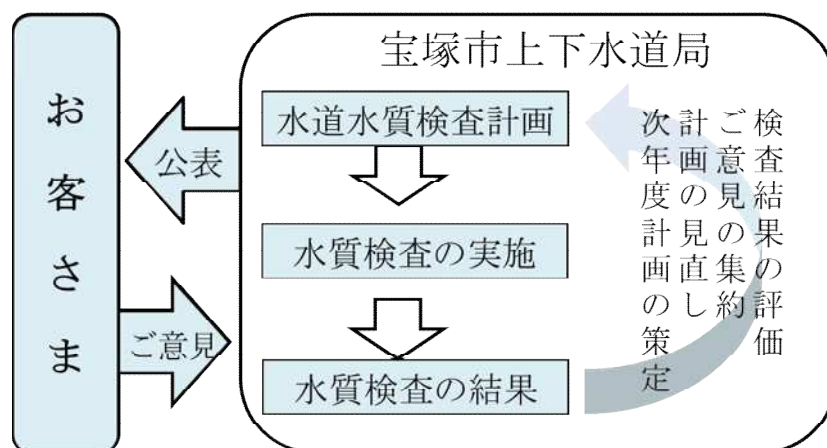 宝塚市上下水道局
お客さま
公表
ご意見
水道水質検査計画
水質検査の実施
水質検査の結果
検査結果の評価
ご意見の集約
計画の見直し
次年度計画の策定